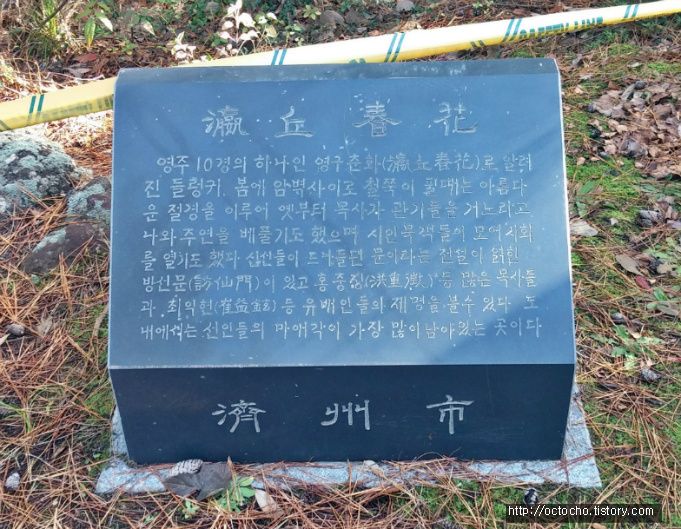 SAFETY LINE
瀛丘春花
영주 10경의 하나인 영구춘화(瀛丘春花)로 알려
진 들렁귀. 봄에 암벽사이로 철쭉이 필때는 아름다
운 절경을 이루어 옛부터 목사가 관기들을 거느리고
나와 주연을 베풀기도 했으며 시인묵객들이 모여 시회
를 열기도 했다 신선들이 드나들던 문이라는 전설이 얽힌
방선문(訪仙門)이 있고 홍중징(洪重澂) 등 많은 목사들
과, 최익현(崔益鉉) 등 유배인들의 제명을 볼수 있다 도
내에서는 선인들의 마애각이 가장 많이 남아있는 곳이다
濟州市
http://octocho.tistory.com